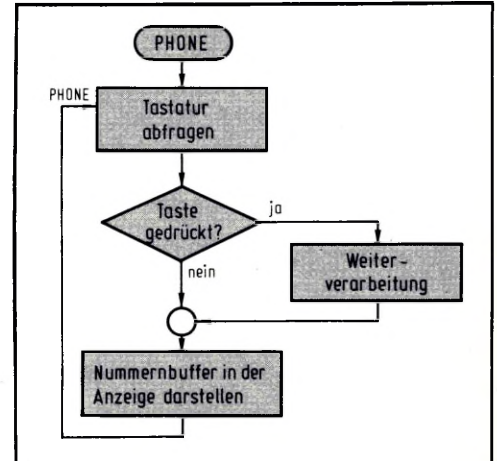 PHONE
PHONE
Tastatur
abfragen
Taste
gedrückt?
ja
nein
Weiter-
verarbeitung
Nummernbuffer in der
Anzeige darstellen